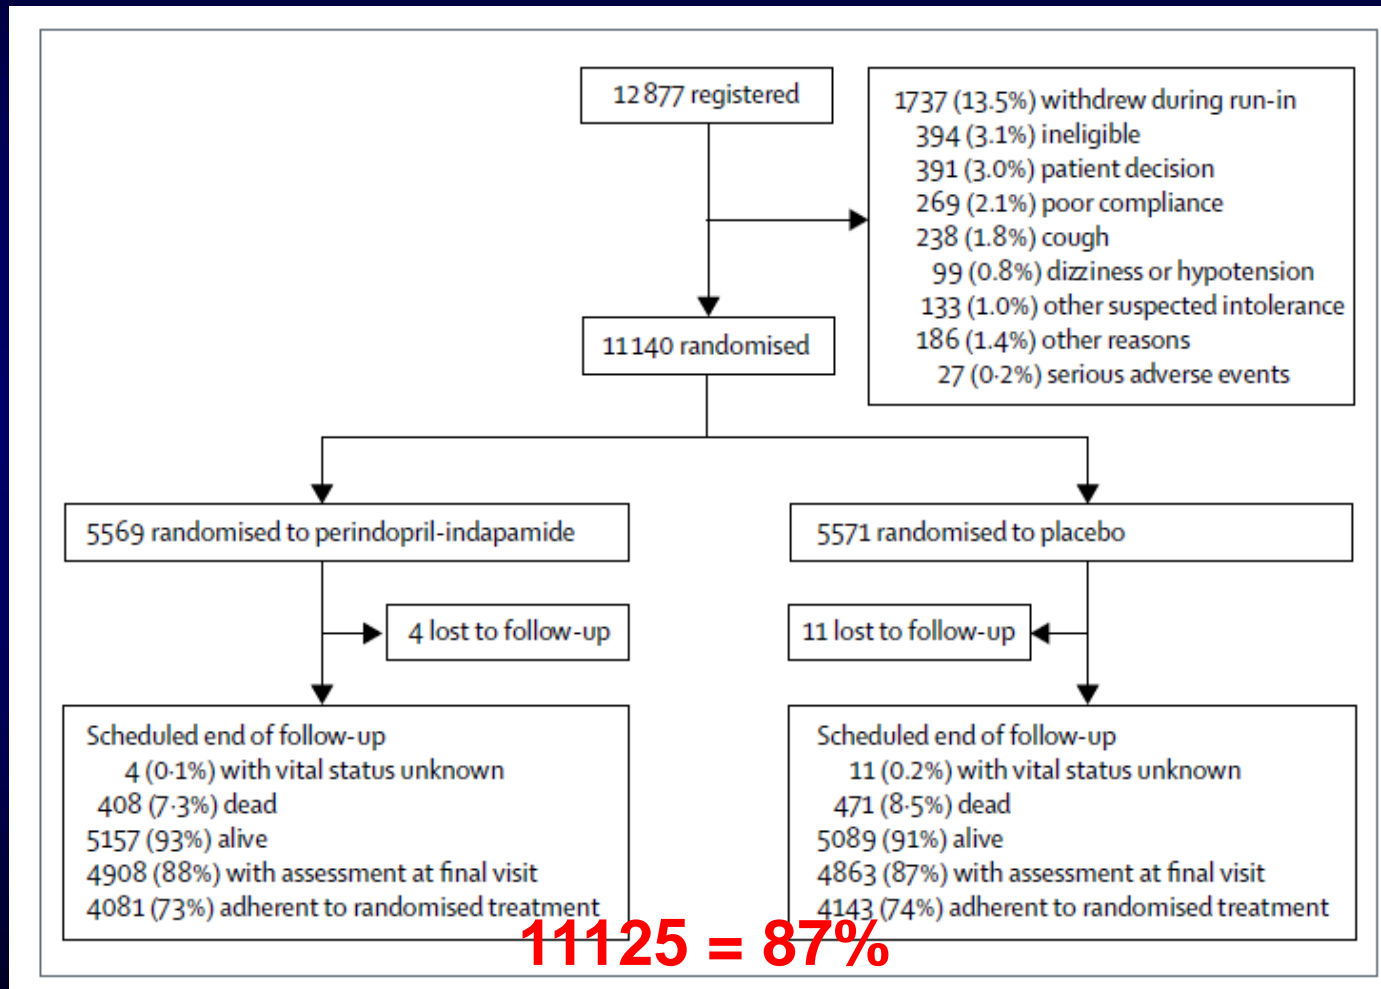 12 877 registered
1737 (13.5%) withdrew during run-in
394 (3.1%) ineligible
391 (3.0%) patient decision
269 (2.1%) poor compliance
238 (1.8%) cough
99 (0.8%) dizziness or hypotension
133 (1.0%) other suspected intolerance
186 (1.4%) other reasons
27 (0·2%) serious adverse events
11 140 randomised
5569 randomised to perindopril-indapamide
5571 randomised to placebo
4 lost to follow-up
11 lost to follow-up
Scheduled end of follow-up
4 (0·1%) with vital status unknown
408 (7·3%) dead
5157 (93%) alive
4908 (88%) with assessment at final visit
4081 (73%) adherent to randomised treatment
Scheduled end of follow-up
11 (0.2%) with vital status unknown
471 (8·5%) dead
5089 (91%) alive
4863 (87%) with assessment at final visit
4143 (74%) adherent to randomised treatment
11125 = 87%